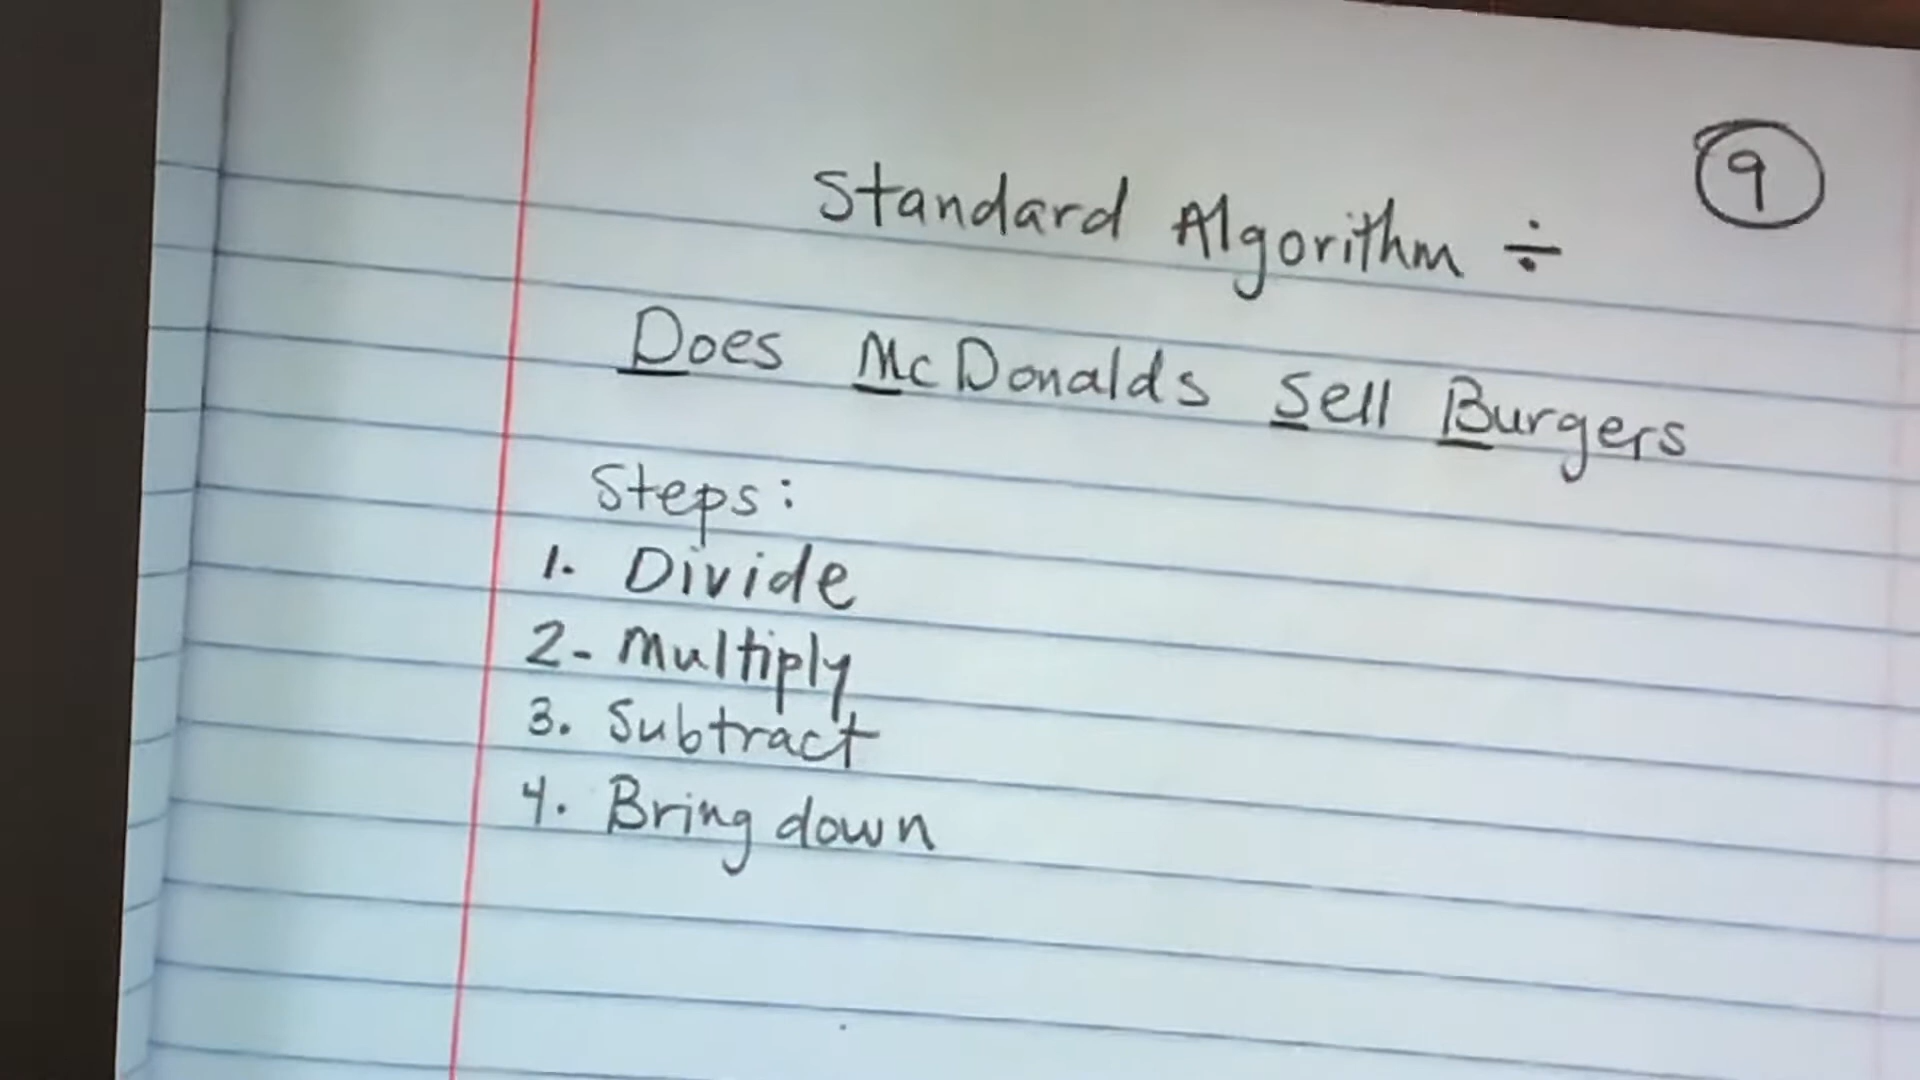 9
Standard Algorithm ÷
Does McDonalds Sell Burgers
Steps:
1. Divide
2- Multiply
3. Subtract
4. Bring down